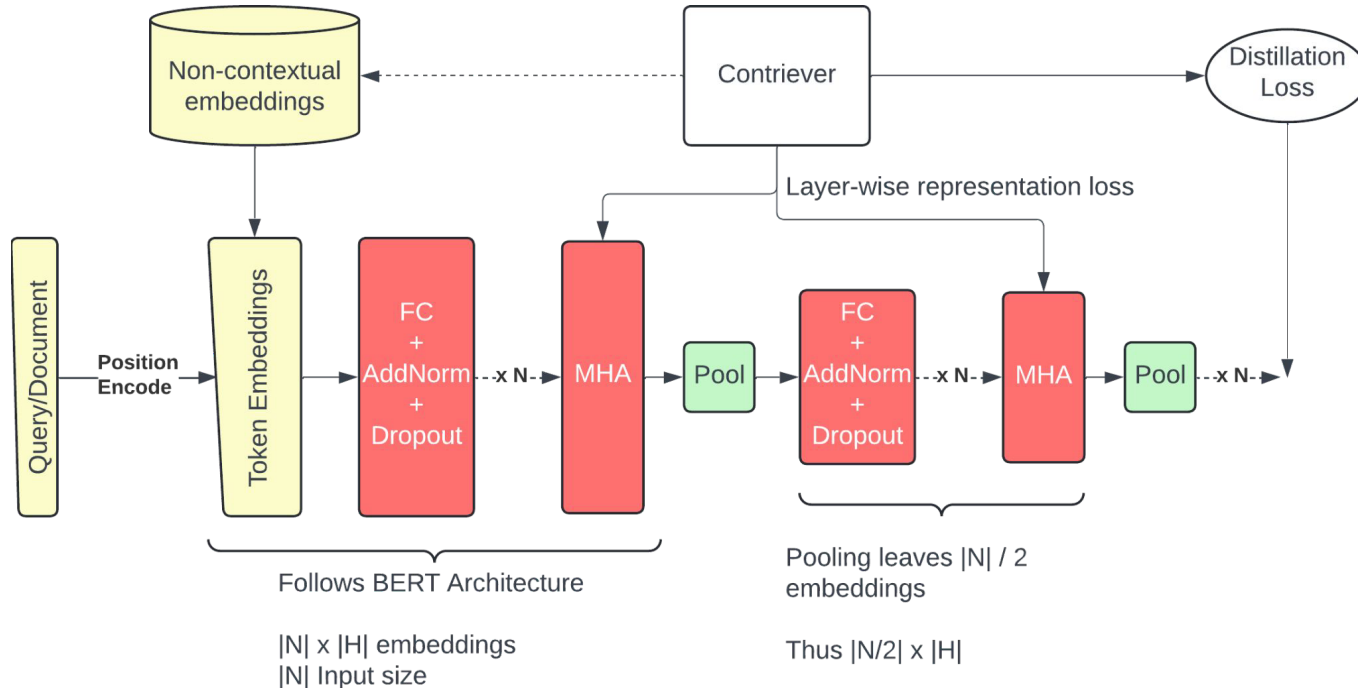 Non-contextual
embeddings
Contriever
Distillation
Loss
Layer-wise representation loss
Query/Document
Position
Encode
Token Embeddings
FC
+
AddNorm
+
Dropout
x N
MHA
Pool
FC
+
AddNorm
+
Dropout
x N
MHA
Pool
x N
Follows BERT Architecture
|N| x |H| embeddings
|N| Input size
Pooling leaves |N| / 2
embeddings
Thus |N/2| x |H|